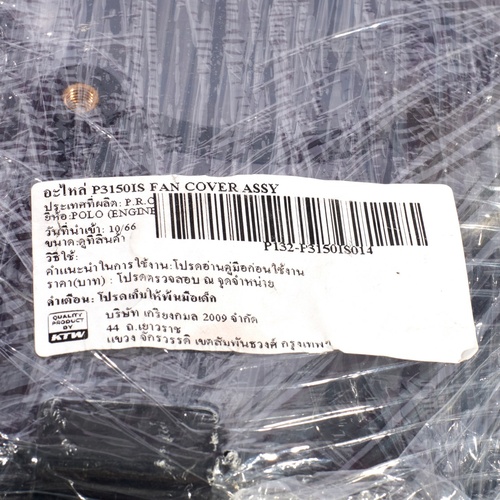 อะไหล่ P3150IS FAN COVER ASSY
ประเทศที่ผลิต: P.R.C
ยี่ห้อ:POLO (ENGINE
วันที่นำเข้า: 10/66
ขนาด:ดูที่สินค้า
P132-P3150IS014
วิธีใช้:
คำแนะนำในการใช้งาน:โปรดอ่านคู่มือก่อนใช้งาน
ราคา(บาท) : โปรดตรวจสอบ ณ จุดจำหน่าย
คำเตือน: โปรดเก็บให้พ้นมือเด็ก
QUALITY
PRODUCT
BY
KTW
บริษัท เกรียงกมล 2009 จำกัด
44 ถ.เยาวราช
แขวง จักรวรรดิ เขตสัมพันธวงศ์ กรุงเทพฯ